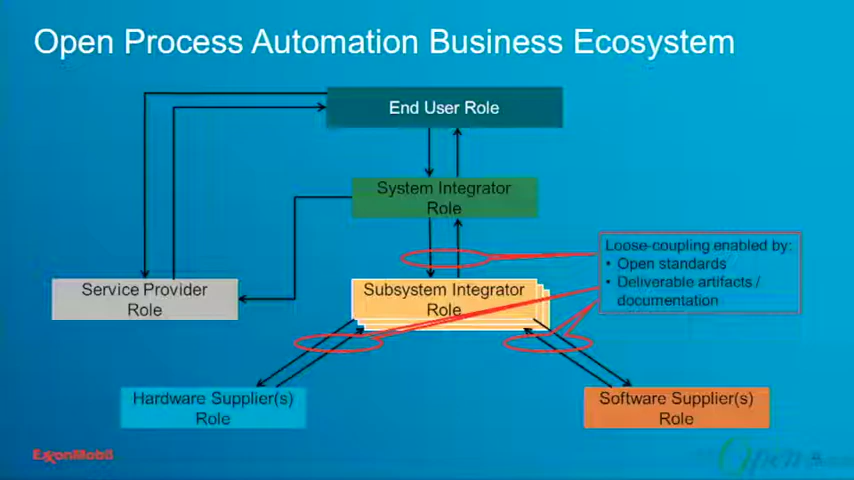 Open Process Automation Business Ecosystem
End User Role
System Integrator
Role
Loose-coupling enabled by:
• Open standards
• Deliverable artifacts /
documentation
Service Provider
Role
Subsystem Integrator
Role
Hardware Supplier(s)
Role
Software Supplier(s)
Role
ExxonMobil
Open